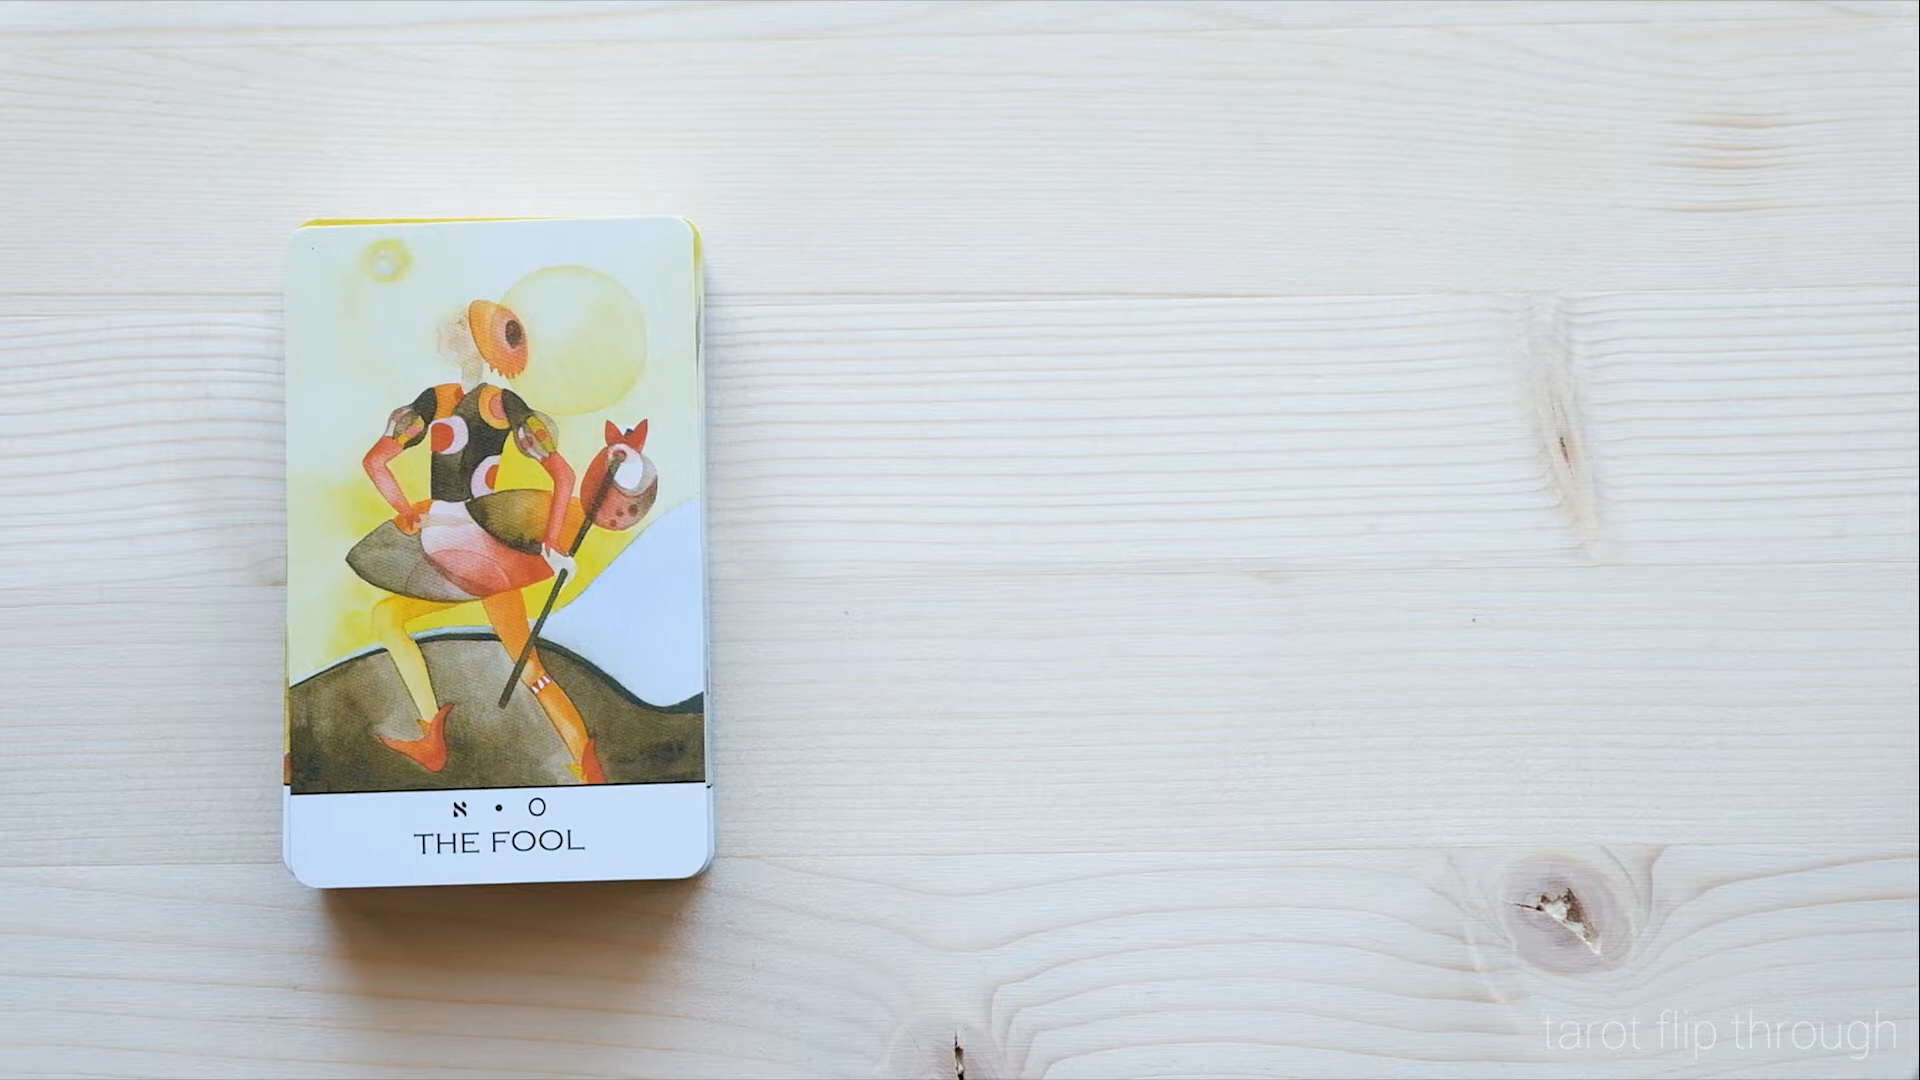 א • 0
THE FOOL
tarot flip through